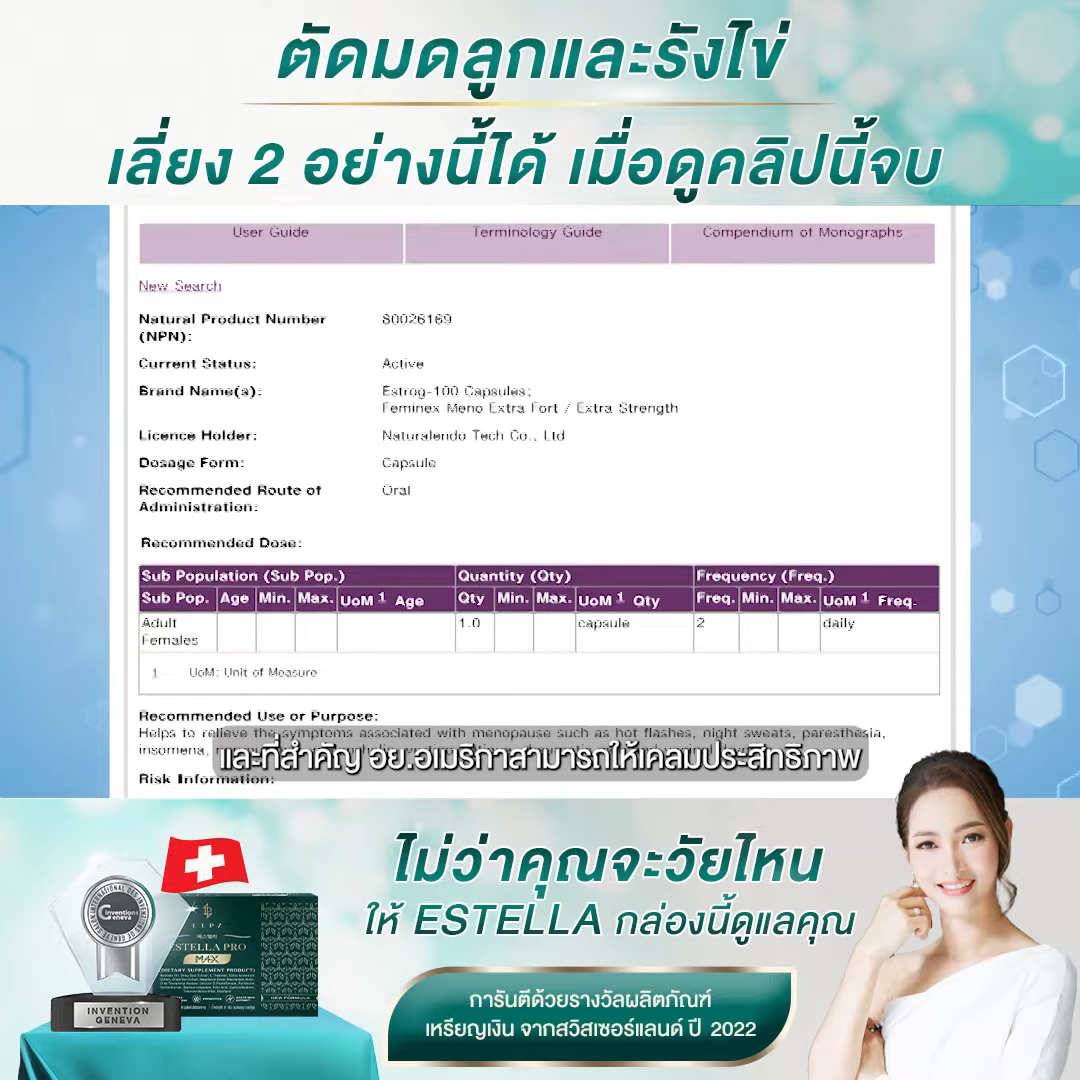 ตัดมดลูกและรังไข่
เลี่ยง 2 อย่างนี้ได้ เมื่อดูคลิปนี้จบ
User Guide
Terminology Guide
Compendium of Monographs
New Search
Natural Product Number (NPN):
80026169
Current Status:
Active
Brand Name(s):
Estrog-100 Capsules;
Feminex Meno Extra Fort / Extra Strength
Licence Holder:
Naturalendo Tech Co., Ltd
Dosage Form:
Capsule
Recommended Route of Administration:
Oral
Recommended Dose:
Sub Population (Sub Pop.) Quantity (Qty) Frequency (Freq.)
Sub Pop. Age Min. Max. UoM 1 Age Qty Min. Max. UoM 1 Qty Freq. Min. Max. UoM 1 Freq.
Adult Females 1.0 capsule 2 daily
1 UoM: Unit of Measure
Recommended Use or Purpose:
Helps to relieve the symptoms associated with menopause such as hot flashes, night sweats, paresthesia,
insomenia,
และที่สำคัญ อย.อเมริกาสามารถให้เคลมประสิทธิภาพ
Risk Information:
ไม่ว่าคุณจะวัยไหน
ให้ ESTELLA กล่องนี้ดูแลคุณ
การันตีด้วยรางวัลผลิตภัณฑ์
เหรียญเงิน จากสวิสเซอร์แลนด์ ปี 2022
inventions
Geneva
INVENTION
GENEVA
ESTELLA PRO
MAX
(DIETARY SUPPLEMENT PRODUCT)
NEW FORMULA